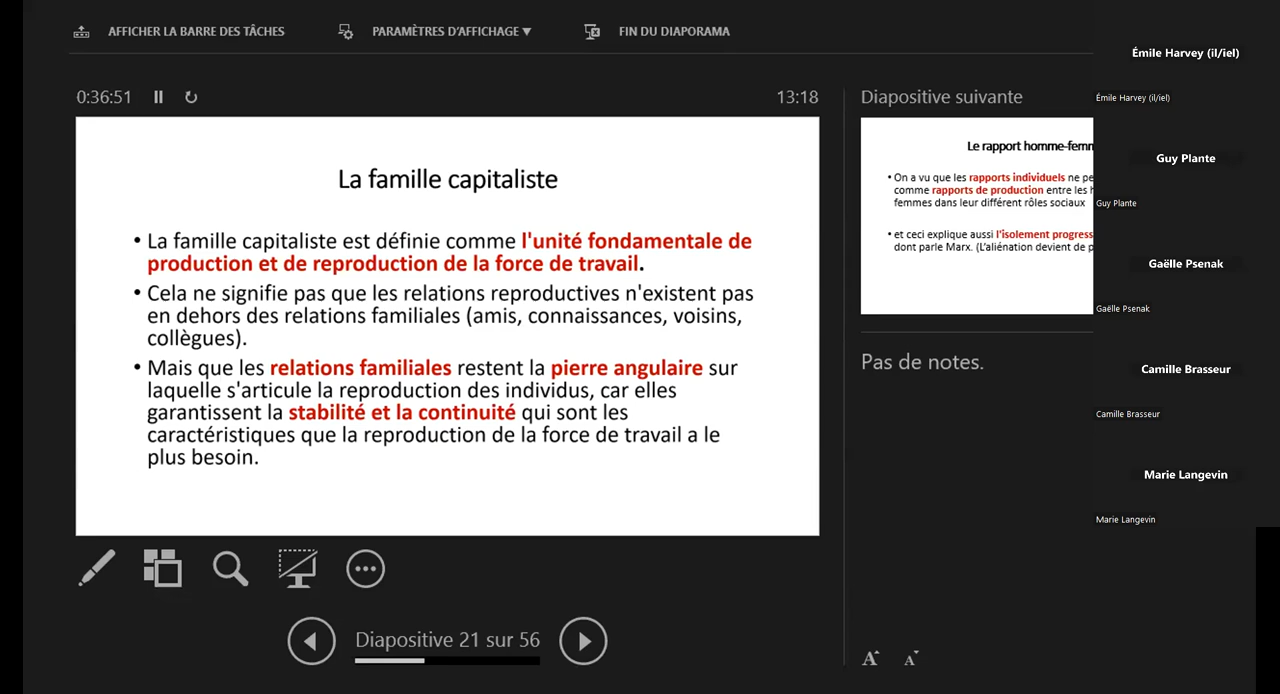 AFFICHER LA BARRE DES TÂCHES
PARAMÈTRES D'AFFICHAGE ▼
FIN DU DIAPORAMA
0:36:51
13:18
La famille capitaliste
• La famille capitaliste est définie comme l'unité fondamentale de
production et de reproduction de la force de travail.
• Cela ne signifie pas que les relations reproductives n'existent pas
en dehors des relations familiales (amis, connaissances, voisins,
collègues).
• Mais que les relations familiales restent la pierre angulaire sur
laquelle s'articule la reproduction des individus, car elles
garantissent la stabilité et la continuité qui sont les
caractéristiques que la reproduction de la force de travail a le
plus besoin.
Diapositive 21 sur 56
Diapositive suivante
Le rapport homme-femm
• On a vu que les rapports individuels ne pe
comme rapports de production entre les h
femmes dans leur différent rôles sociaux
• et ceci explique aussi l'isolement progress
dont parle Marx. (L'aliénation devient de p
Pas de notes.
A A
Émile Harvey (il/iel)
Émile Harvey (il/iel)
Guy Plante
Guy Plante
Gaëlle Psenak
Gaëlle Psenak
Camille Brasseur
Camille Brasseur
Marie Langevin
Marie Langevin